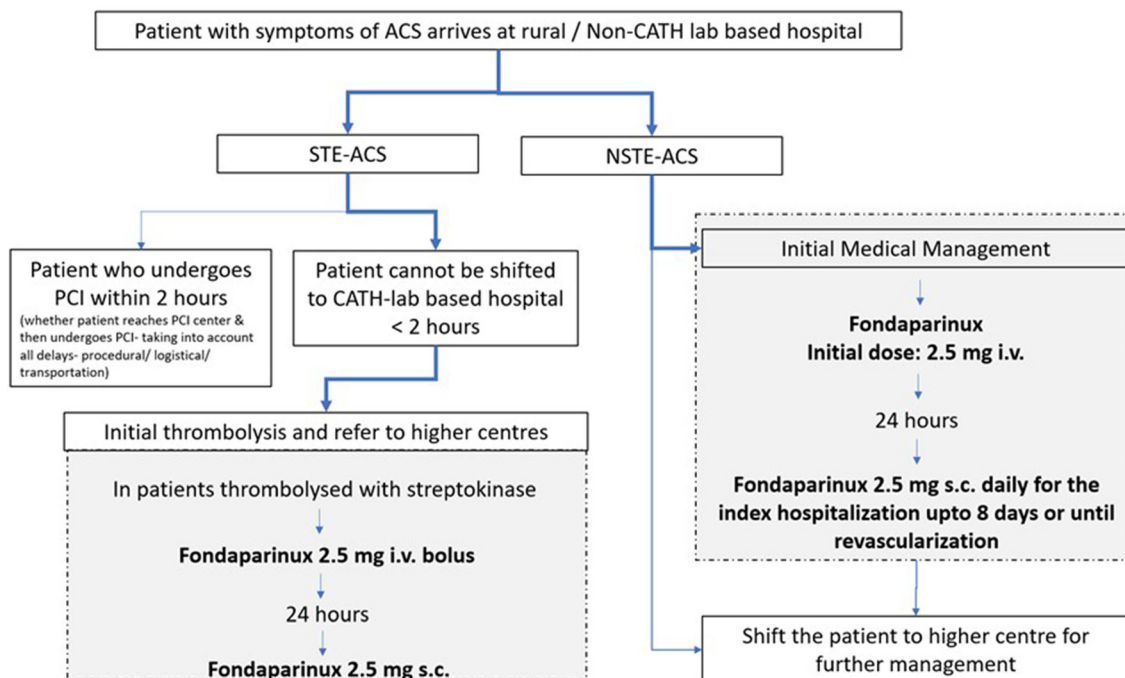 Patient with symptoms of ACS arrives at rural / Non-CATH lab based hospital
STE-ACS
NSTE-ACS
Patient who undergoes
PCI within 2 hours
(whether patient reaches PCI center &
then undergoes PCI- taking into account
all delays- procedural/ logistical/
transportation)
Patient cannot be shifted
to CATH-lab based hospital
< 2 hours
Initial thrombolysis and refer to higher centres
In patients thrombolysed with streptokinase
Fondaparinux 2.5 mg i.v. bolus
24 hours
Fondaparinux 2.5 mg s.c.
Initial Medical Management
Fondaparinux
Initial dose: 2.5 mg i.v.
24 hours
Fondaparinux 2.5 mg s.c. daily for the
index hospitalization upto 8 days or until
revascularization
Shift the patient to higher centre for
further management